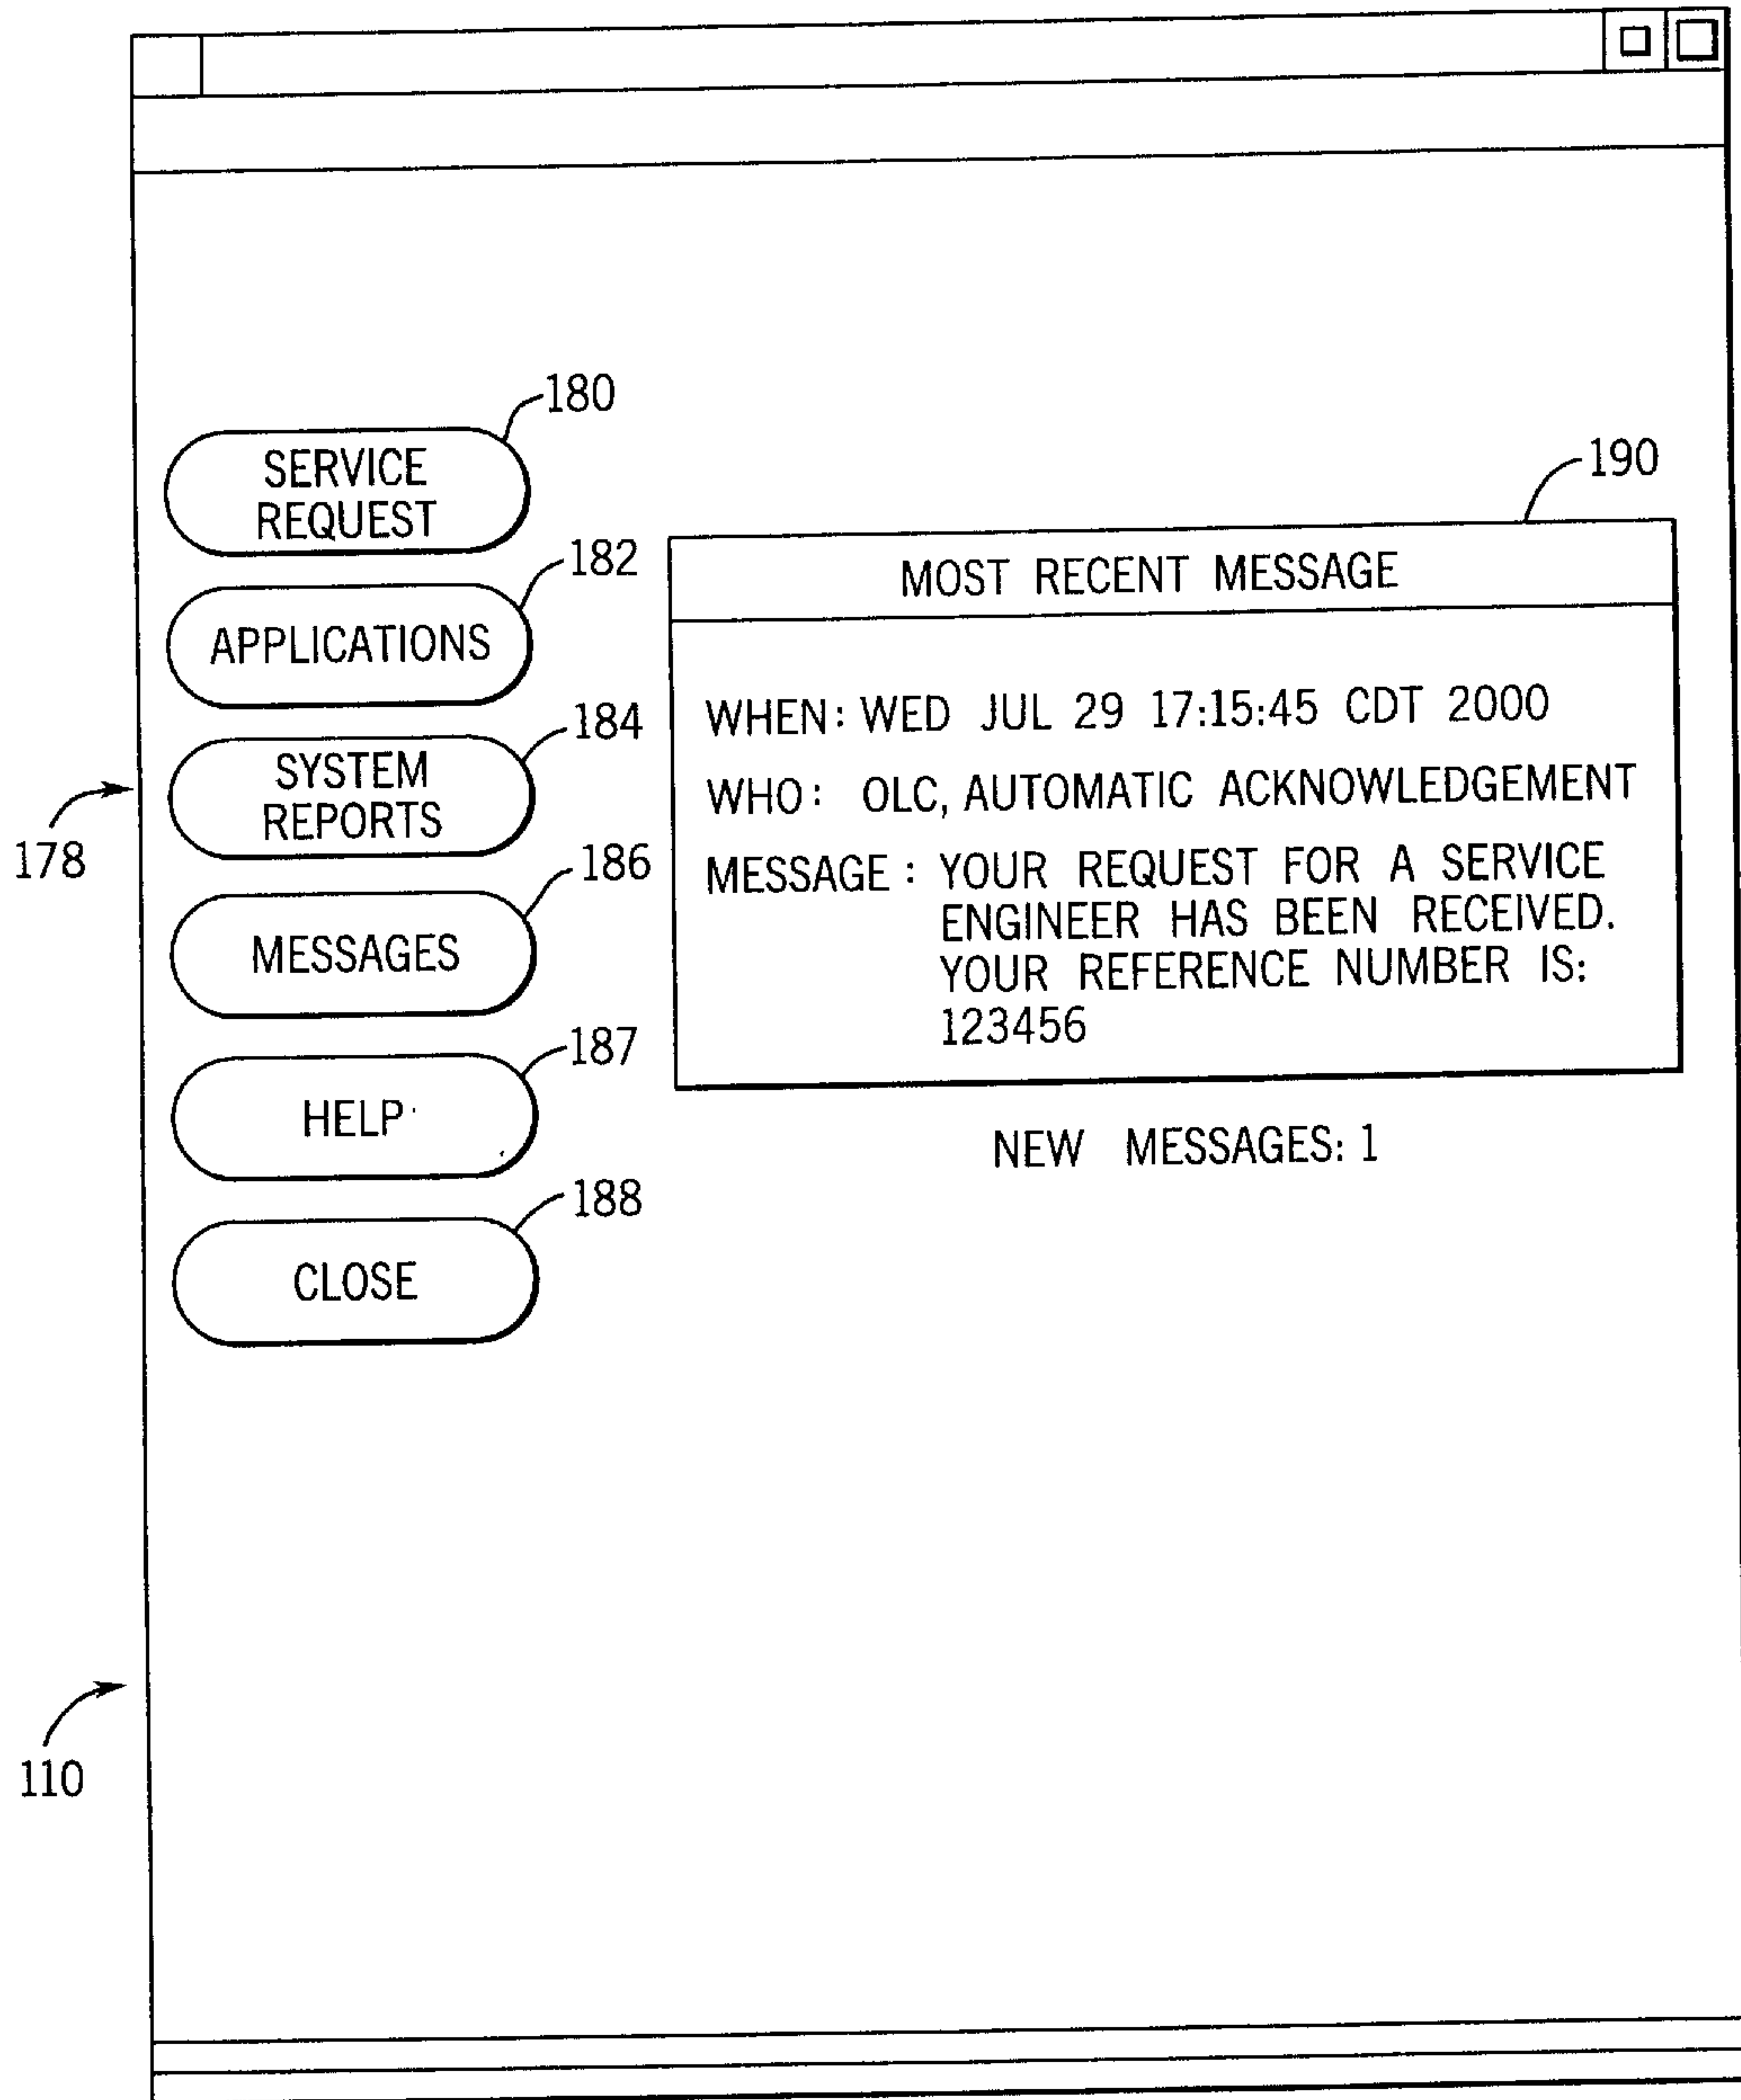 180
SERVICE
REQUEST
182
APPLICATIONS
184
SYSTEM
REPORTS
178
186
MESSAGES
187
HELP
188
CLOSE
190
MOST RECENT MESSAGE
WHEN: WED JUL 29 17:15:45 CDT 2000
WHO: OLC, AUTOMATIC ACKNOWLEDGEMENT
MESSAGE: YOUR REQUEST FOR A SERVICE
ENGINEER HAS BEEN RECEIVED.
YOUR REFERENCE NUMBER IS:
123456
NEW MESSAGES: 1
110